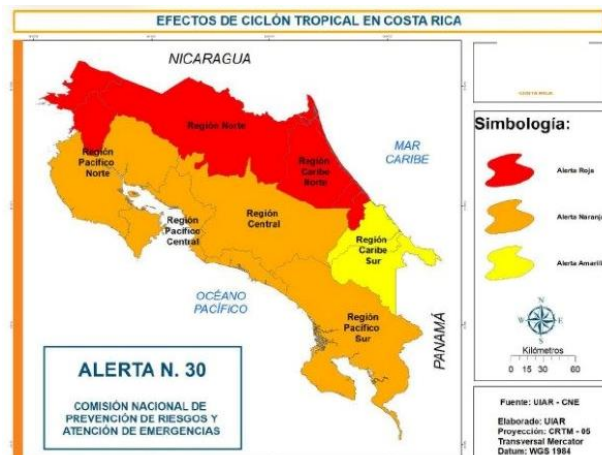 EFECTOS DE CICLÓN TROPICAL EN COSTA RICA
NICARAGUA
MAR
CARIBE
Región Norte
Región
Caribe
Norte
Región
Pacífico
Norte
Región
Central
Región
Pacífico
Central
Región
Caribe
Sur
OCÉANO
PACÍFICO
Región
Pacífico
Sur
PANAMÁ
ALERTA N. 30
COMISIÓN NACIONAL DE
PREVENCIÓN DE RIESGOS Y
ATENCIÓN DE EMERGENCIAS
COSTA RICA
Simbología:
Alerta Roja
Alerta Naranja
Alerta Amarilla
N
W
E
S
Kilómetros
0 15 30 60
Fuente: UIAR - CNE
Elaborado: UIAR
Proyección: CRTM - 05
Transversal Mercator
Datum: WGS 1984